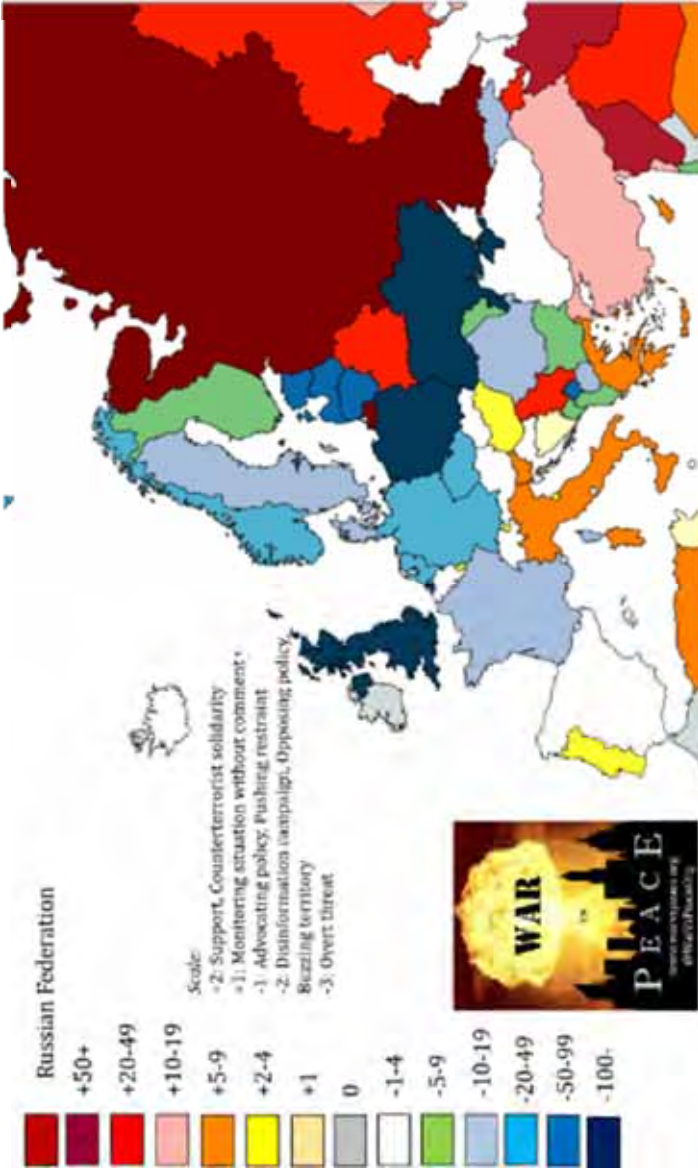 Russian Federation
+50+
+20-49
+10-19
+5-9
+2-4
+1
0
-1-4
-5-9
-10-19
-20-49
-50-99
-100-
Scale:
+2: Support, Counterterrorist solidarity
+1: Monitoring situation without comment
-1: Advocating policy, Pushing restraint
-2: Disinformation campaign, Opposing policy,
Buzzing territory
-3: Overt threat
WAR
PEACE